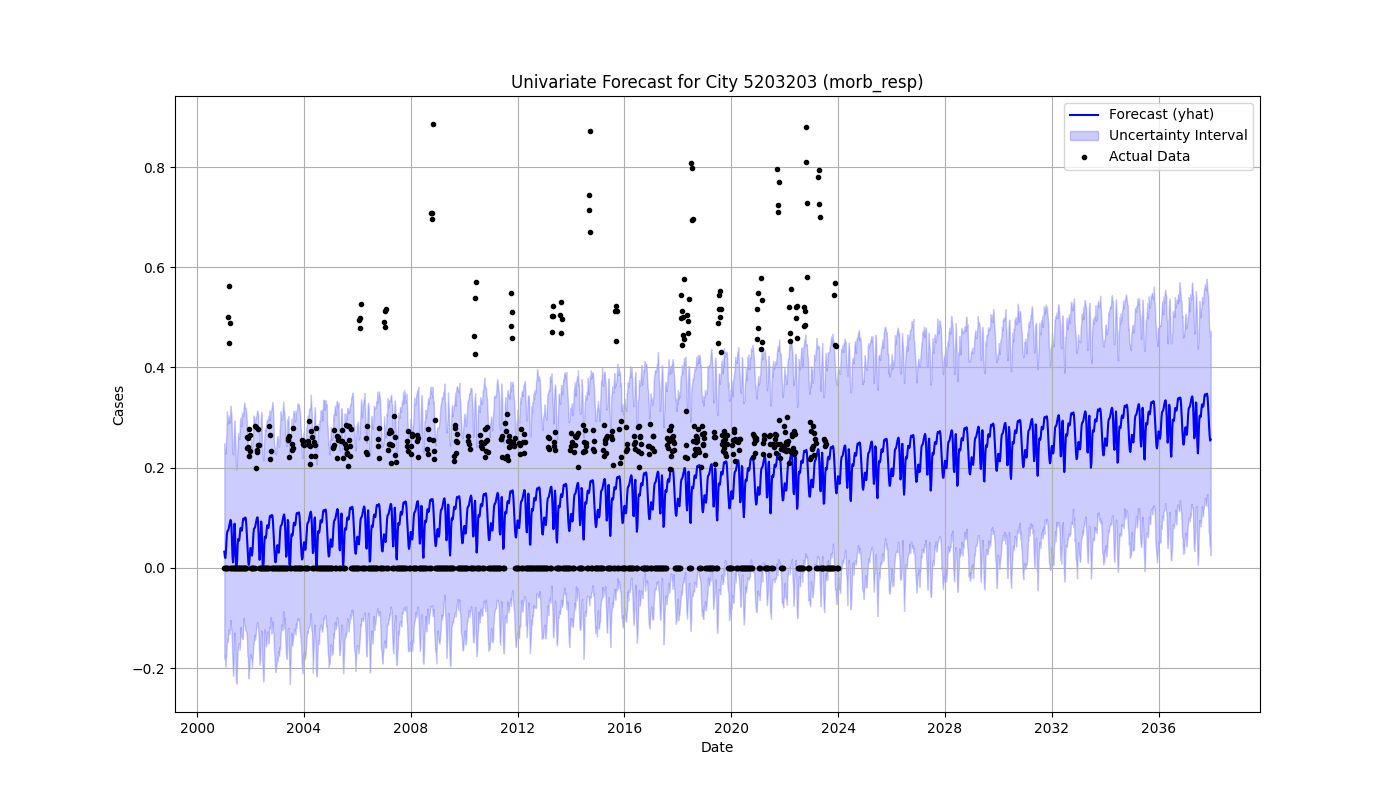 Univariate Forecast for City 5203203 (morb_resp)
Forecast (yhat)
Uncertainty Interval
Actual Data
Cases
0.8
0.6
0.4
0.2
0.0
−0.2
2000 2004 2008 2012 2016 2020 2024 2028 2032 2036
Date